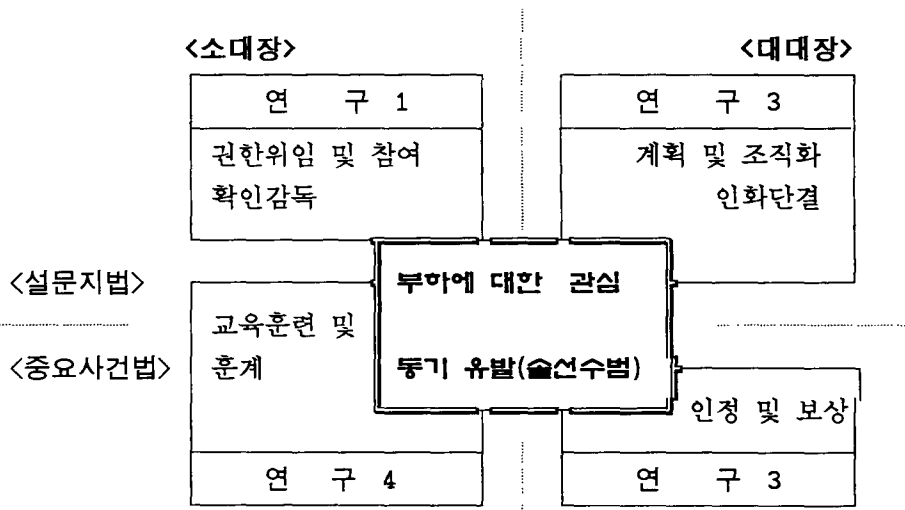 <소대장> <대대장>
연 구 1
연 구 3
권한위임 및 참여
확인감독
계획 및 조직화
인화단결
<설문지법>
<중요사건법>
부하에 대한 관심
동기 유발(솔선수범)
교육훈련 및
훈계
인정 및 보상
연 구 4
연 구 3